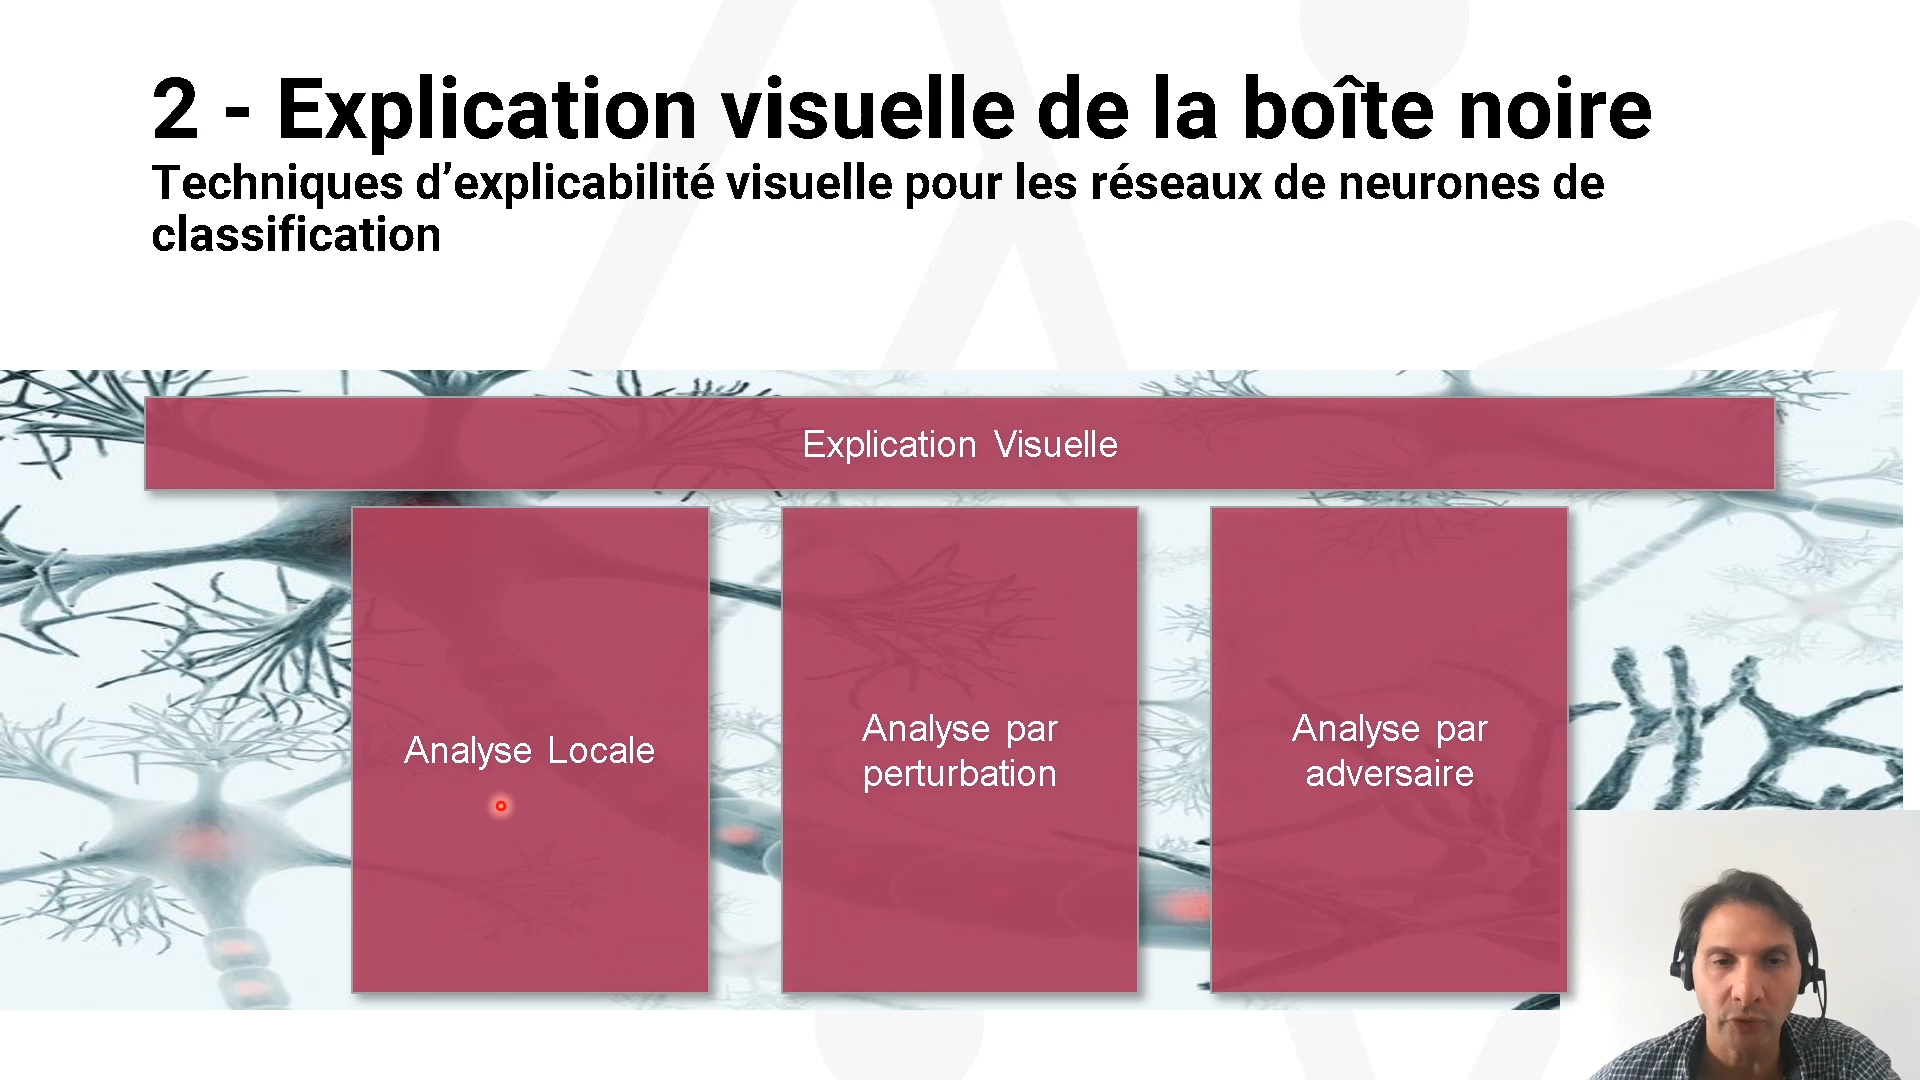 2 - Explication visuelle de la boîte noire
Techniques d’explicabilité visuelle pour les réseaux de neurones de
classification
Explication Visuelle
Analyse Locale
Analyse par
perturbation
Analyse par
adversaire